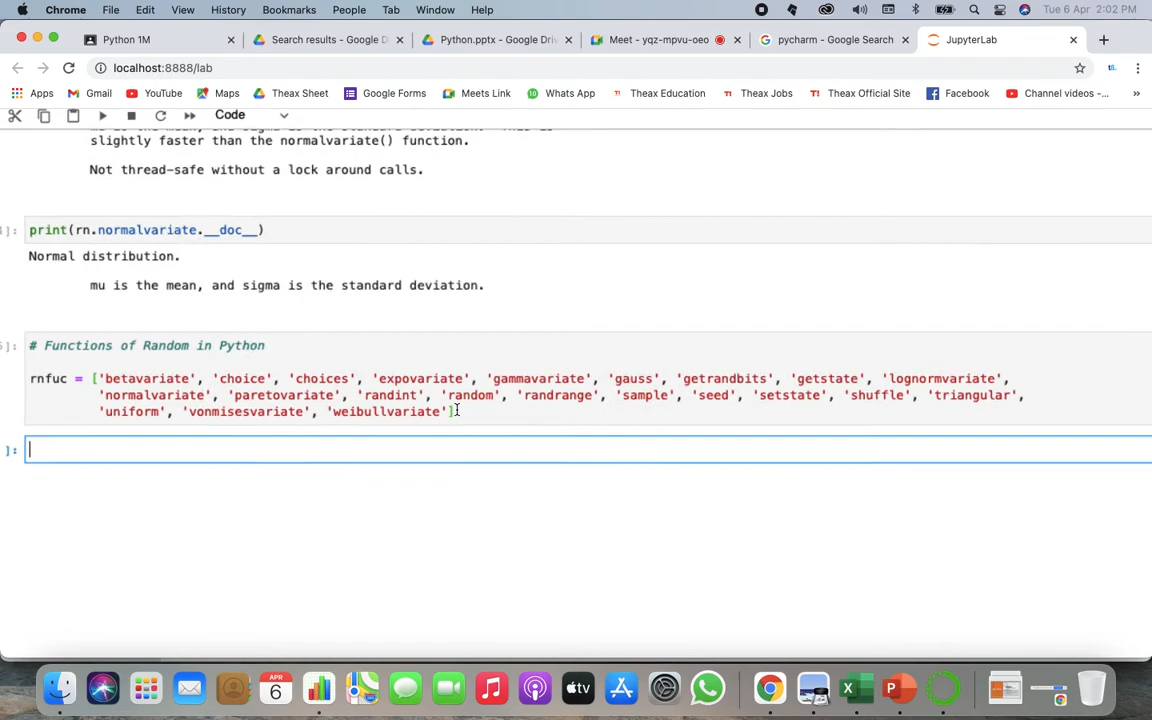 Chrome File Edit View History Bookmarks People Tab Window Help Tue 6 Apr 2:02 PM
Python 1M Search results - Google D Python.pptx - Google Driv Meet - yqz-mpvu-oeo pycharm - Google Search JupyterLab
localhost:8888/lab
Apps Gmail YouTube Maps Theax Sheet Google Forms Meets Link Whats App Theax Education Theax Jobs Theax Official Site Facebook Channel videos -...
Code
slightly faster than the normalvariate() function.
Not thread-safe without a lock around calls.
]: print(rn.normalvariate.__doc__)
Normal distribution.
mu is the mean, and sigma is the standard deviation.
]: # Functions of Random in Python
rnfuc = ['betavariate', 'choice', 'choices', 'expovariate', 'gammavariate', 'gauss', 'getrandbits', 'getstate', 'lognormvariate',
'normalvariate', 'paretovariate', 'randint', 'random', 'randrange', 'sample', 'seed', 'setstate', 'shuffle', 'triangular',
'uniform', 'vonmisesvariate', 'weibullvariate']
]:
APR
6 tv